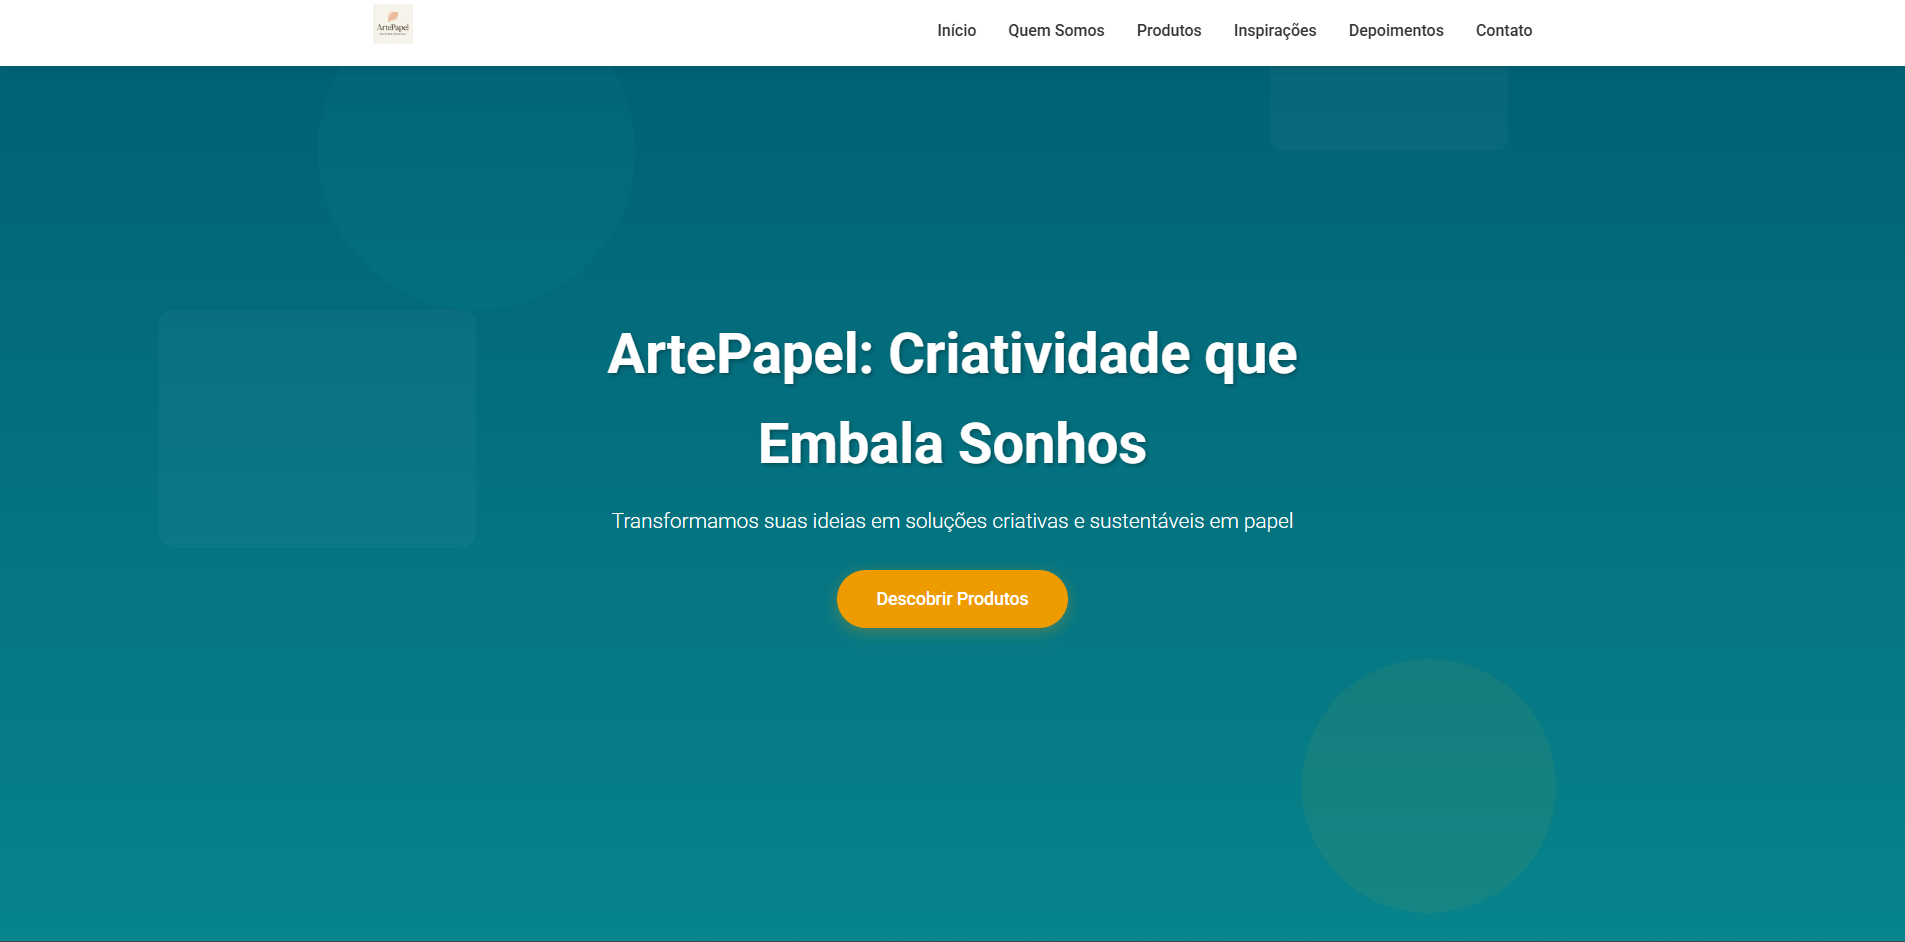 ArtePapel
Início Quem Somos Produtos Inspirações Depoimentos Contato
ArtePapel: Criatividade que
Embala Sonhos
Transformamos suas ideias em soluções criativas e sustentáveis em papel
Descobrir Produtos